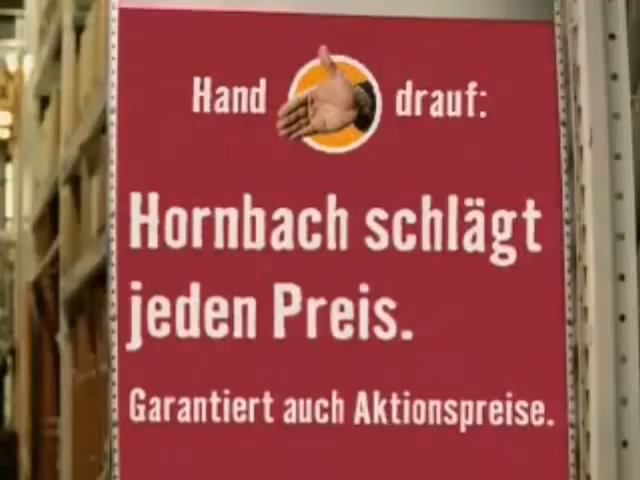 Hand drauf:
Hornbach schlägt
jeden Preis.
Garantiert auch Aktionspreise.